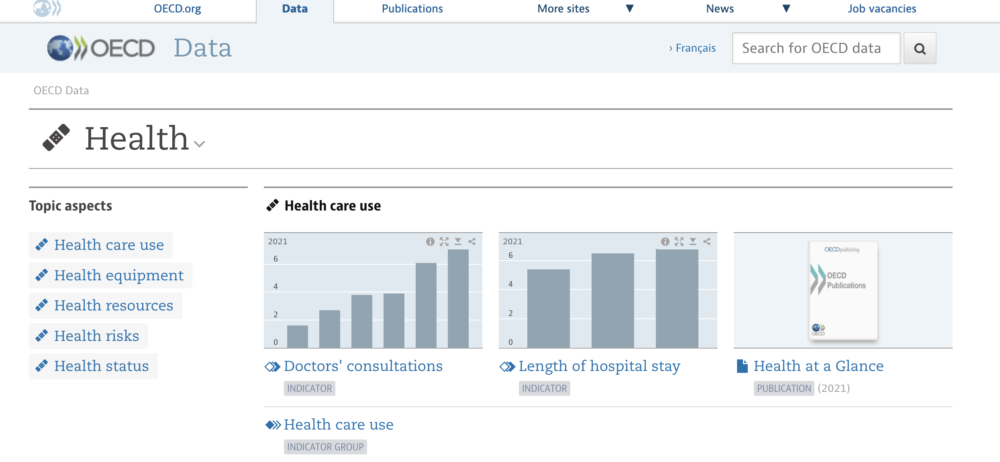 OECD.org
Data
Publications
More sites
News
Job vacancies
OECD Data
› Français
Search for OECD data
OECD Data
Health
Topic aspects
Health care use
Health equipment
Health resources
Health risks
Health status
Health care use
2021
6
4
2
0
Doctors' consultations
INDICATOR
2021
6
4
2
0
Length of hospital stay
INDICATOR
OECDpublishing
OECD
Publications
OECD
Health at a Glance
PUBLICATION (2021)
Health care use
INDICATOR GROUP